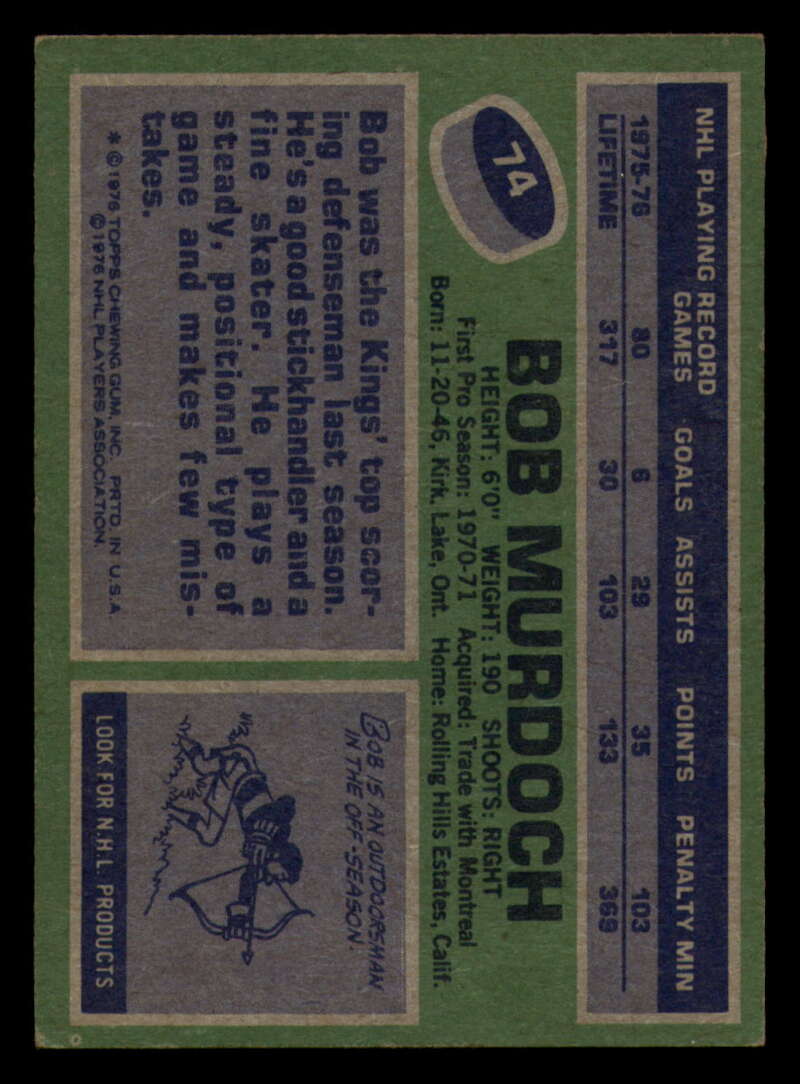 NHL PLAYING RECORD
GAMES GOALS ASSISTS POINTS PENALTY MIN
1975-76 80 6 29 35 103
LIFETIME 317 30 103 133 369
74
BOB MURDOCH
HEIGHT: 6'0" WEIGHT: 190 SHOOTS: RIGHT
First Pro Season: 1970-71 Acquired: Trade with Montreal
Born: 11-20-46, Kirk. Lake, Ont. Home: Rolling Hills Estates, Calif.
Bob was the Kings' top scor-
ing defenseman last season.
He's a good stickhandler and a
fine skater. He plays a
steady, positional type of
game and makes few mis-
takes.
* © 1976 TOPPS CHEWING GUM, INC. PRTD. IN U.S.A.
© 1976 NHL PLAYERS ASSOCIATION.
BOB IS AN OUTDOORSMAN
IN THE OFF-SEASON.
LOOK FOR N.H.L. PRODUCTS